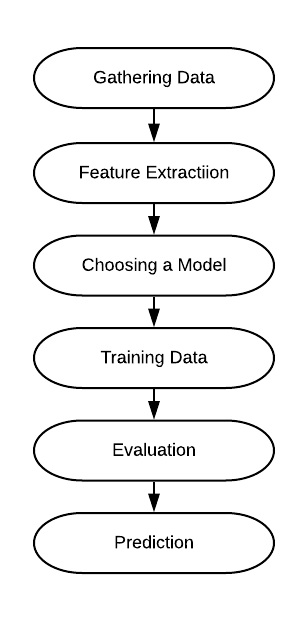 Gathering Data
Feature Extractiion
Choosing a Model
Training Data
Evaluation
Prediction